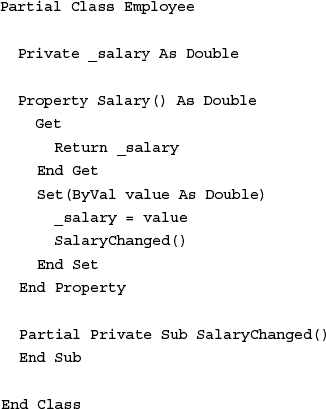 Partial Class Employee
Private _salary As Double
Property Salary() As Double
Get
Return _salary
End Get
Set(ByVal value As Double)
_salary = value
SalaryChanged()
End Set
End Property
Partial Private Sub SalaryChanged()
End Sub
End Class